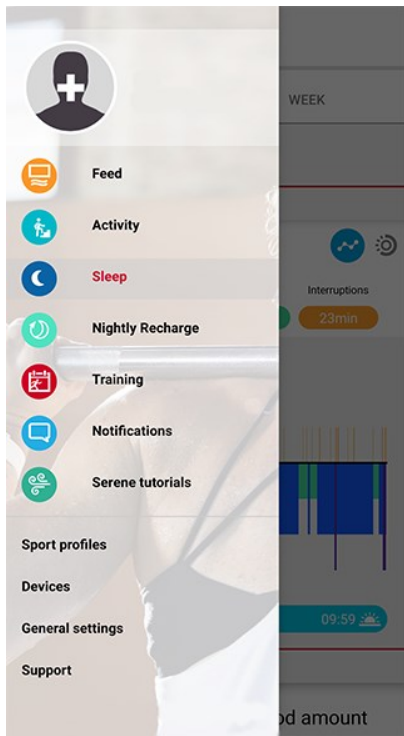 WEEK
Feed
Activity
Sleep
Interruptions
Nightly Recharge
23min
Training
Notifications
Serene tutorials
Sport profiles
Devices
General settings
09:59
Support
od amount